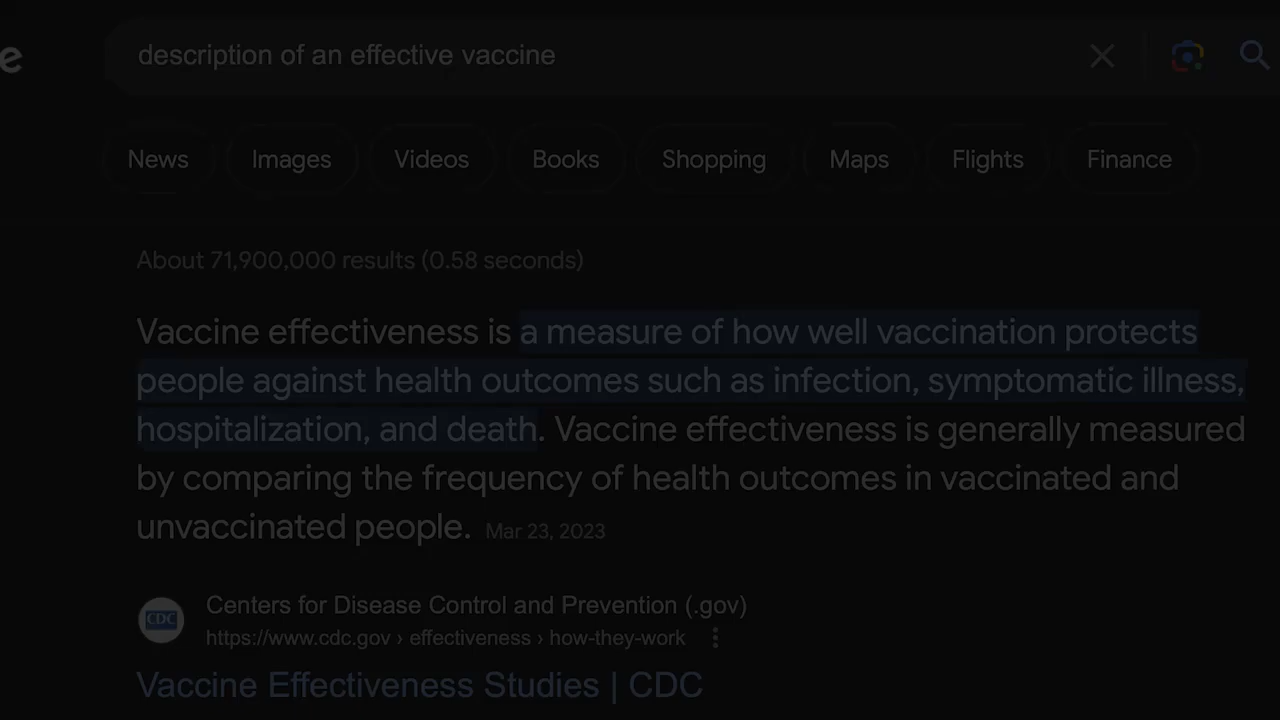 e
description of an effective vaccine
News Images Videos Books Shopping Maps Flights Finance
About 71,900,000 results (0.58 seconds)
Vaccine effectiveness is a measure of how well vaccination protects
people against health outcomes such as infection, symptomatic illness,
hospitalization, and death. Vaccine effectiveness is generally measured
by comparing the frequency of health outcomes in vaccinated and
unvaccinated people. Mar 23, 2023
CDC
Centers for Disease Control and Prevention (.gov)
https://www.cdc.gov › effectiveness › how-they-work
Vaccine Effectiveness Studies | CDC